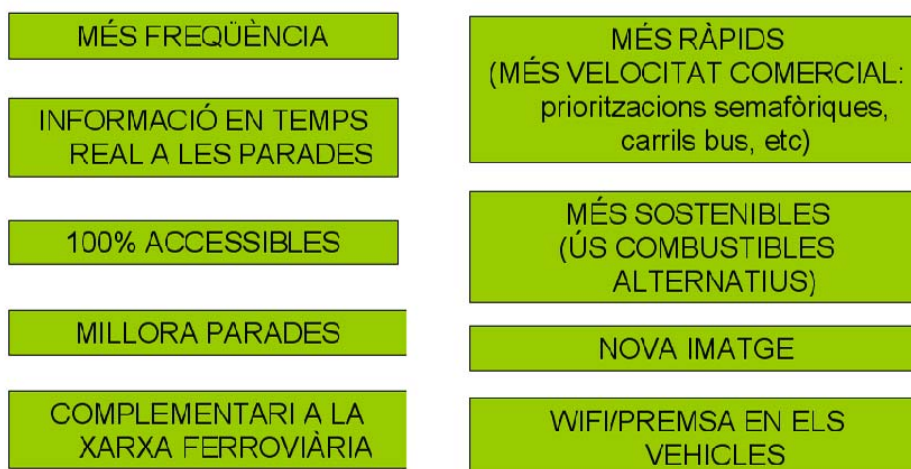 MÉS FREQÜÈNCIA
INFORMACIÓ EN TEMPS
REAL A LES PARADES
100% ACCESSIBLES
MILLORA PARADES
COMPLEMENTARI A LA
XARXA FERROVIÀRIA
MÉS RÀPIDS
(MÉS VELOCITAT COMERCIAL:
prioritzacions semafòriques,
carrils bus, etc)
MÉS SOSTENIBLES
(ÚS COMBUSTIBLES
ALTERNATIUS)
NOVA IMATGE
WIFI/PREMSA EN ELS
VEHICLES